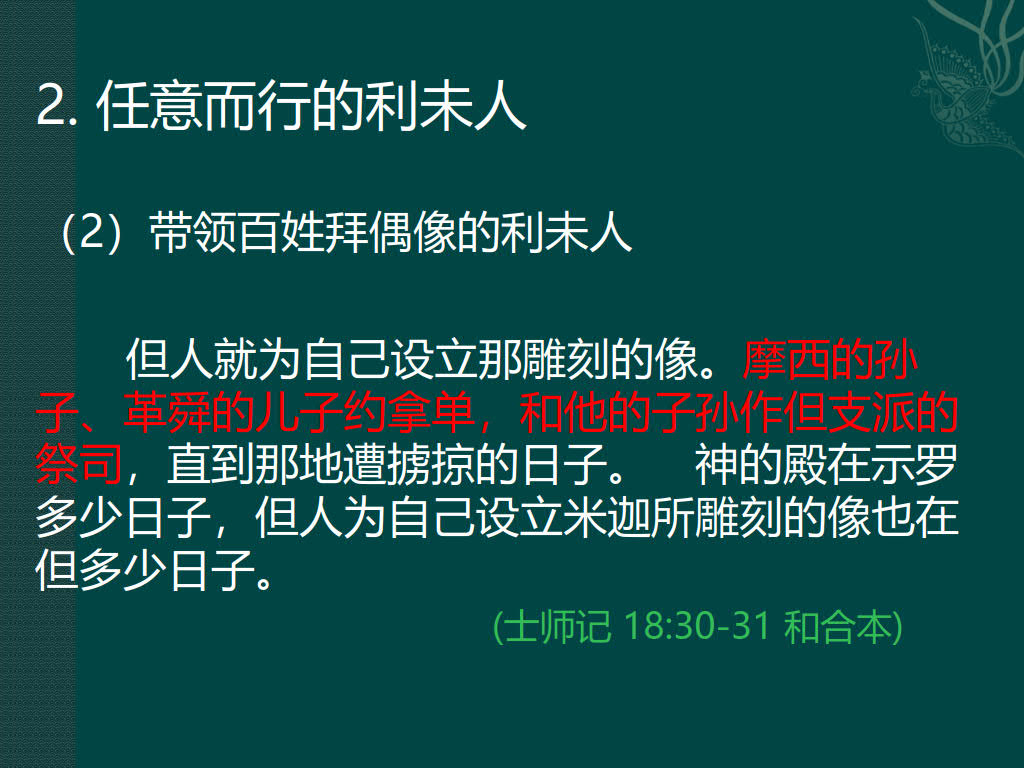 2. 任意而行的利未人
（2）带领百姓拜偶像的利未人
但人就为自己设立那雕刻的像。摩西的孙
子、革舜的儿子约拿单，和他的子孙作但支派的
祭司，直到那地遭掳掠的日子。　神的殿在示罗
多少日子，但人为自己设立米迦所雕刻的像也在
但多少日子。
(士师记 18:30-31 和合本)